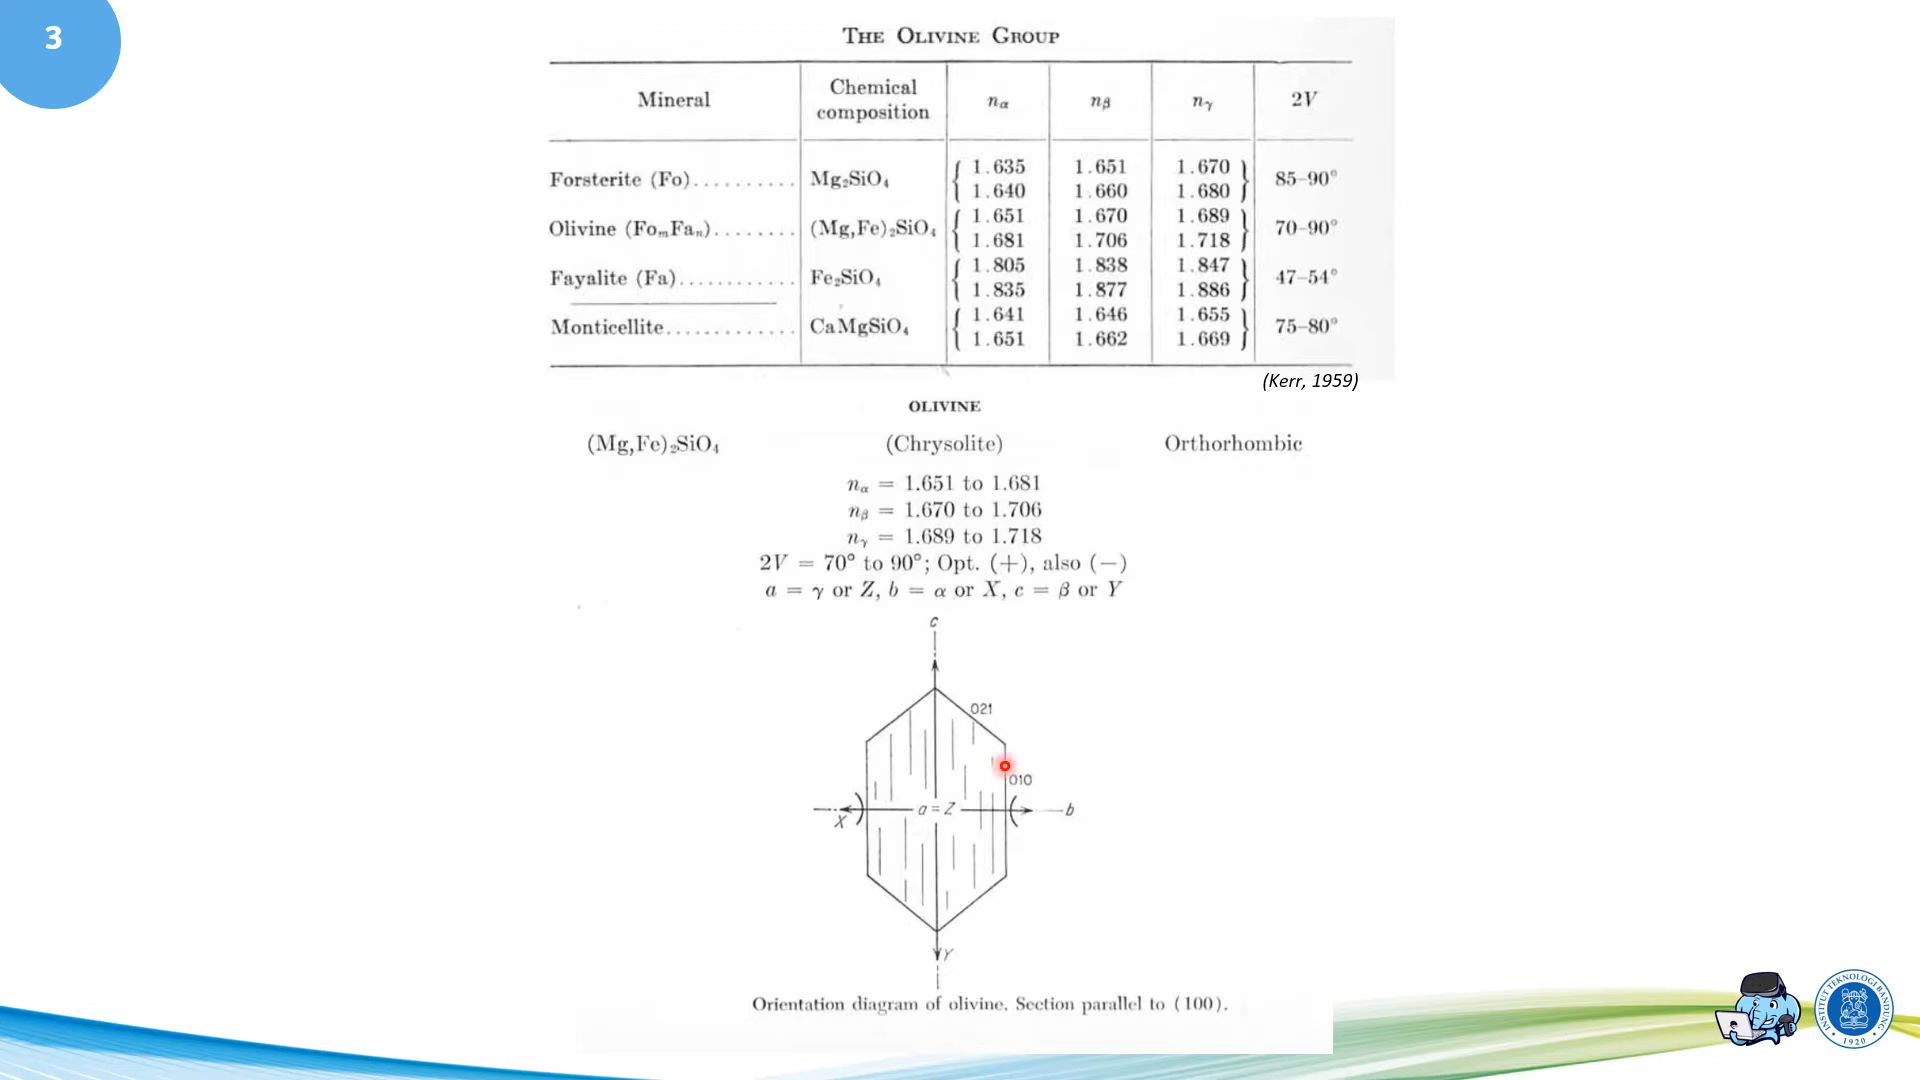 3
THE OLIVINE GROUP
Mineral Chemical composition nα nβ nγ 2V
Forsterite (Fo).......... Mg₂SiO₄ { 1.635 1.651 1.670 } 85–90°
1.640 1.660 1.680
Olivine (FoₘFaₙ)........ (Mg,Fe)₂SiO₄ { 1.651 1.670 1.689 } 70–90°
1.681 1.706 1.718
Fayalite (Fa)............ Fe₂SiO₄ { 1.805 1.838 1.847 } 47–54°
1.835 1.877 1.886
Monticellite............. CaMgSiO₄ { 1.641 1.646 1.655 } 75–80°
1.651 1.662 1.669
(Kerr, 1959)
OLIVINE
(Mg,Fe)₂SiO₄ (Chrysolite) Orthorhombic
nα = 1.651 to 1.681
nβ = 1.670 to 1.706
nγ = 1.689 to 1.718
2V = 70° to 90°; Opt. (+), also (−)
a = γ or Z, b = α or X, c = β or Y
c
021
010
a = Z
X
b
Y
Orientation diagram of olivine. Section parallel to (100).
INSTITUT TEKNOLOGI BANDUNG
1920